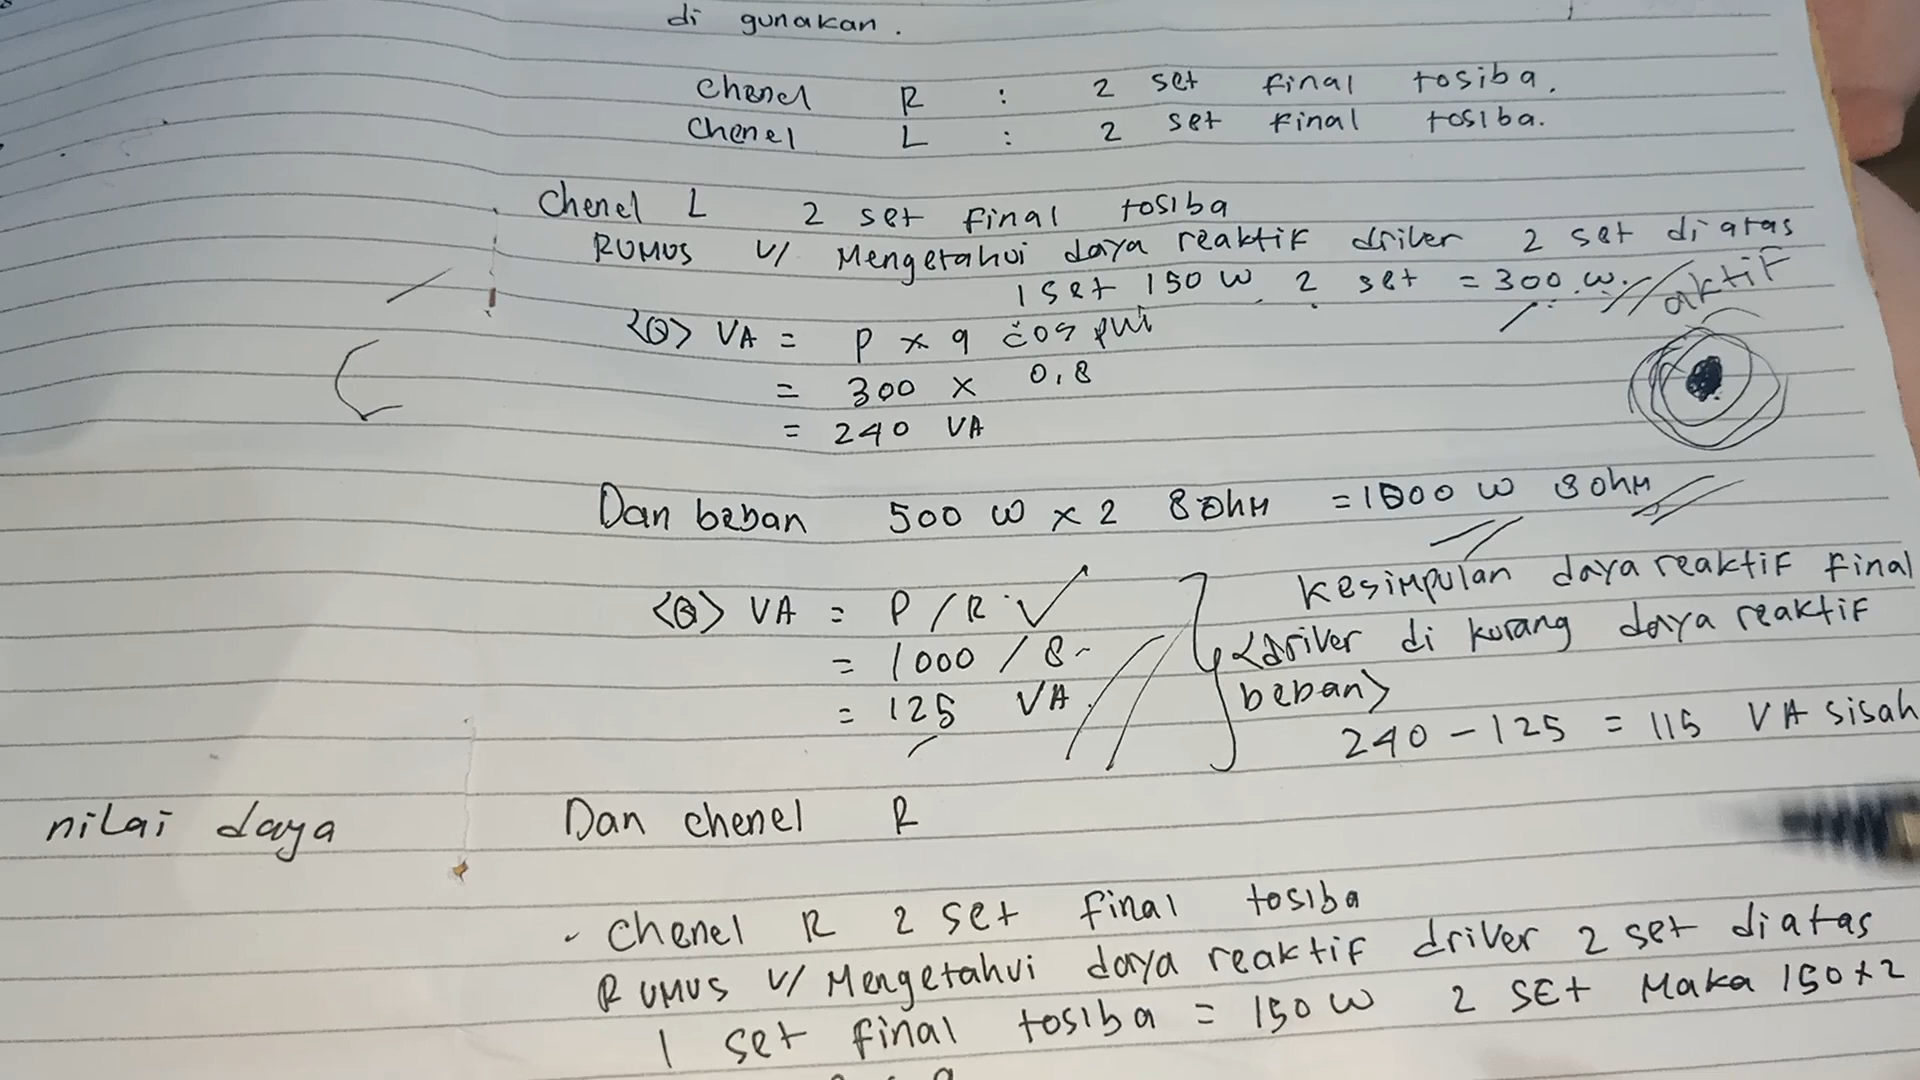 di gunakan.
Chenel R : 2 set final tosiba.
Chenel L : 2 set final tosiba.
Chenel L 2 set final tosiba
RUMUS U/ Mengetahui daya reaktif driver 2 set di atas
1 set 150 W 2 set = 300 W. aktif
<Q> VA = P x q cos phi
= 300 x 0,8
= 240 VA
Dan beban 500 W x 2 8 ohm = 1000 W 8 ohm
<Q> VA = P / R
= 1000 / 8
= 125 VA.
kesimpulan daya reaktif final
<driver di kurang daya reaktif
beban>
240 - 125 = 115 VA sisah
nilai daya
Dan chenel R
. Chenel R 2 set final tosiba
RUMUS U/ Mengetahui daya reaktif driver 2 set diatas
1 set final tosiba = 150 W 2 SEt Maka 150 x 2